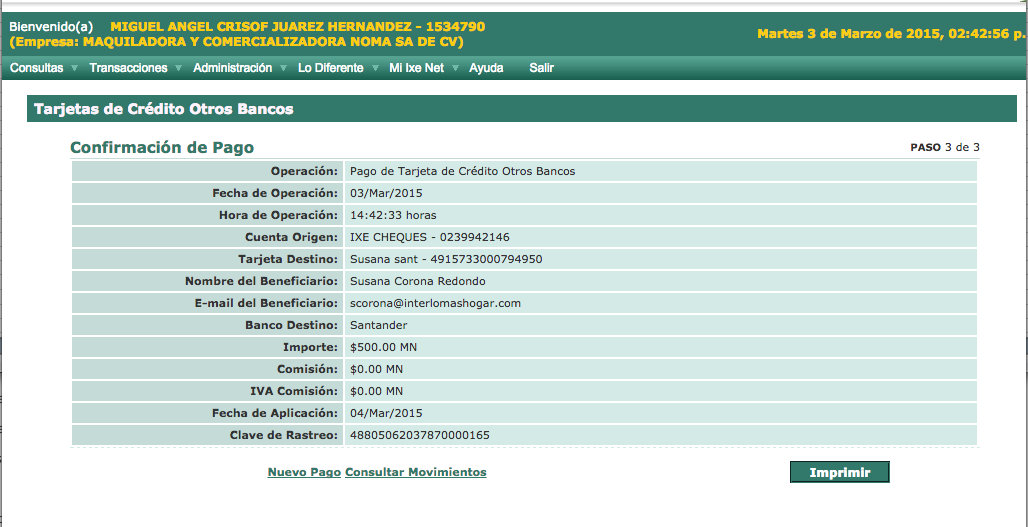 Bienvenido(a) MIGUEL ANGEL CRISOF JUAREZ HERNANDEZ - 1534790
(Empresa: MAQUILADORA Y COMERCIALIZADORA NOMA SA DE CV)
Martes 3 de Marzo de 2015, 02:42:56 p.
Consultas Transacciones Administración Lo Diferente Mi Ixe Net Ayuda Salir
Tarjetas de Crédito Otros Bancos
Confirmación de Pago PASO 3 de 3
Operación: Pago de Tarjeta de Crédito Otros Bancos
Fecha de Operación: 03/Mar/2015
Hora de Operación: 14:42:33 horas
Cuenta Origen: IXE CHEQUES - 0239942146
Tarjeta Destino: Susana sant - 4915733000794950
Nombre del Beneficiario: Susana Corona Redondo
E-mail del Beneficiario: scorona@interlomashogar.com
Banco Destino: Santander
Importe: $500.00 MN
Comisión: $0.00 MN
IVA Comisión: $0.00 MN
Fecha de Aplicación: 04/Mar/2015
Clave de Rastreo: 48805062037870000165
Nuevo Pago Consultar Movimientos Imprimir